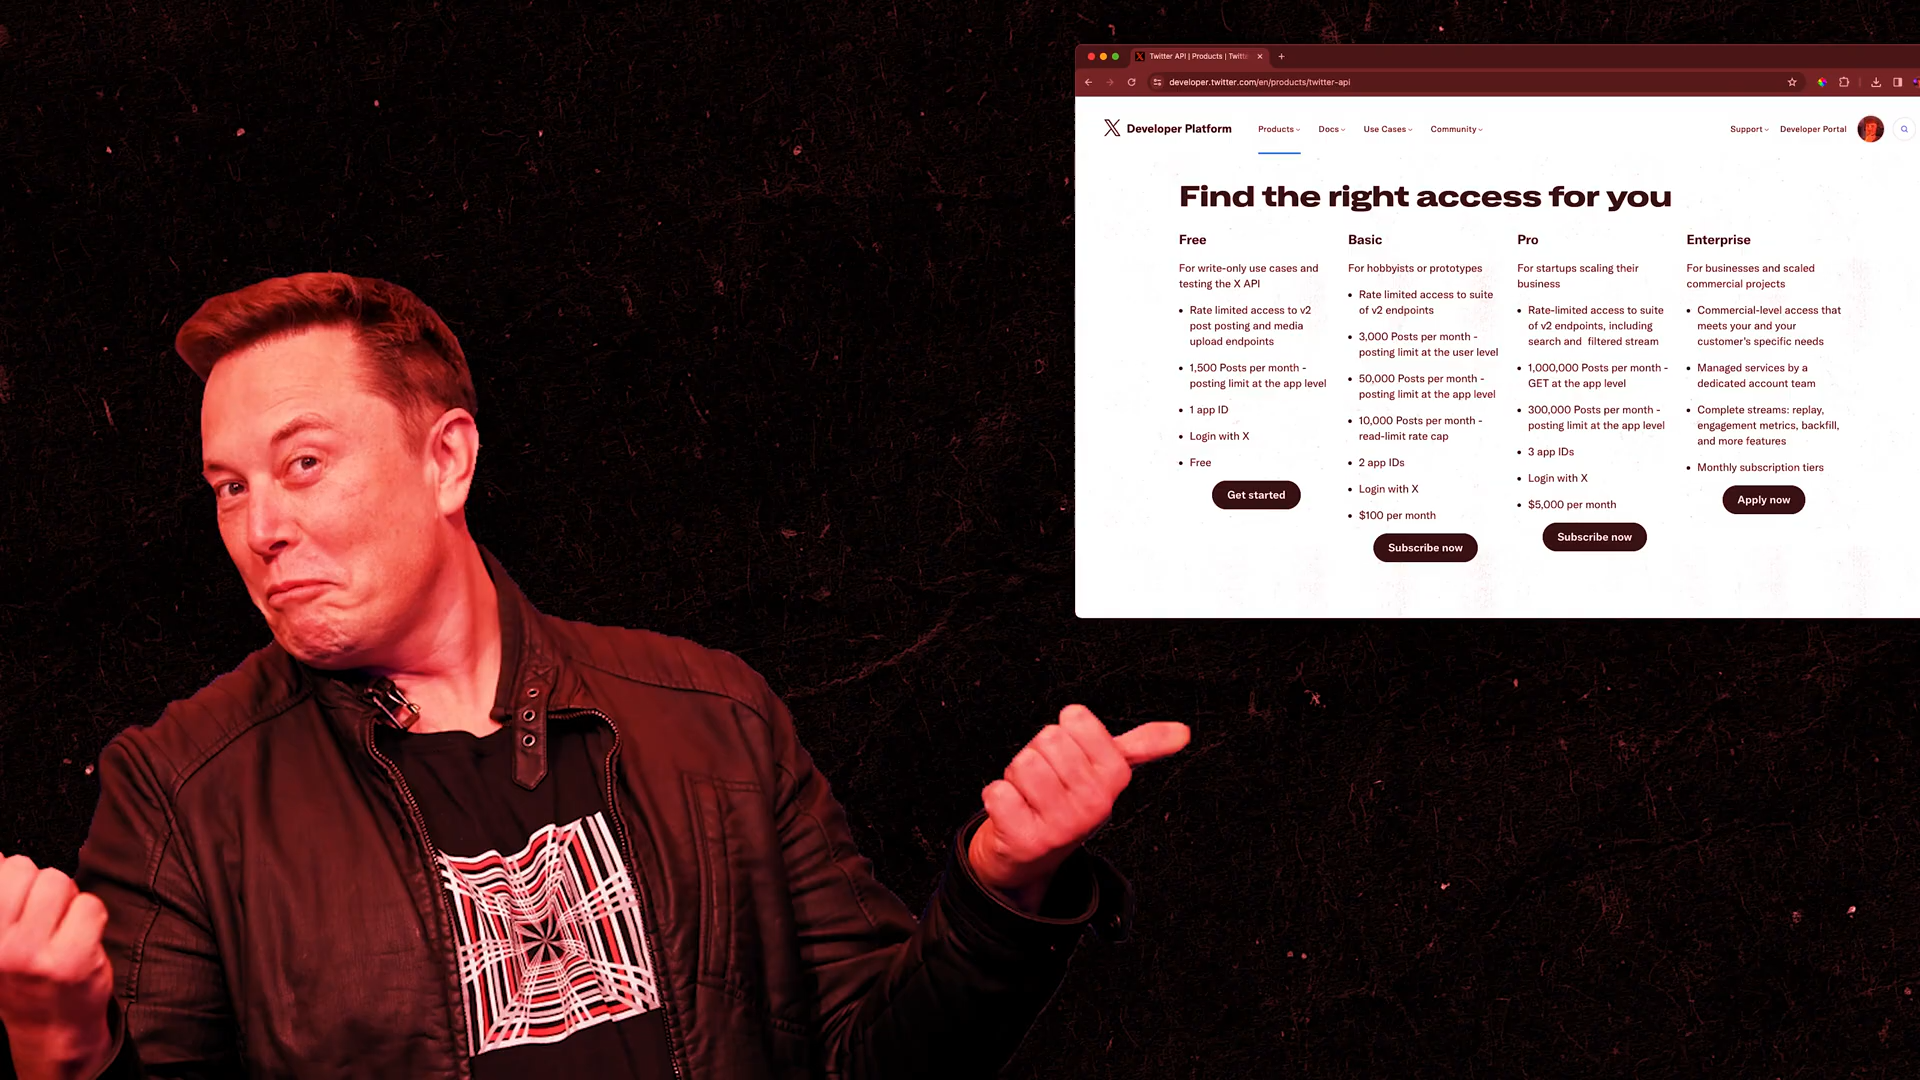 Twitter API | Products | Twitt
developer.twitter.com/en/products/twitter-api
X Developer Platform
Products
Docs
Use Cases
Community
Support
Developer Portal
Find the right access for you
Free
For write-only use cases and
testing the X API
• Rate limited access to v2
post posting and media
upload endpoints
• 1,500 Posts per month -
posting limit at the app level
• 1 app ID
• Login with X
• Free
Get started
Basic
For hobbyists or prototypes
• Rate limited access to suite
of v2 endpoints
• 3,000 Posts per month -
posting limit at the user level
• 50,000 Posts per month -
posting limit at the app level
• 10,000 Posts per month -
read-limit rate cap
• 2 app IDs
• Login with X
• $100 per month
Subscribe now
Pro
For startups scaling their
business
• Rate-limited access to suite
of v2 endpoints, including
search and filtered stream
• 1,000,000 Posts per month -
GET at the app level
• 300,000 Posts per month -
posting limit at the app level
• 3 app IDs
• Login with X
• $5,000 per month
Subscribe now
Enterprise
For businesses and scaled
commercial projects
• Commercial-level access that
meets your and your
customer's specific needs
• Managed services by a
dedicated account team
• Complete streams: replay,
engagement metrics, backfill,
and more features
• Monthly subscription tiers
Apply now